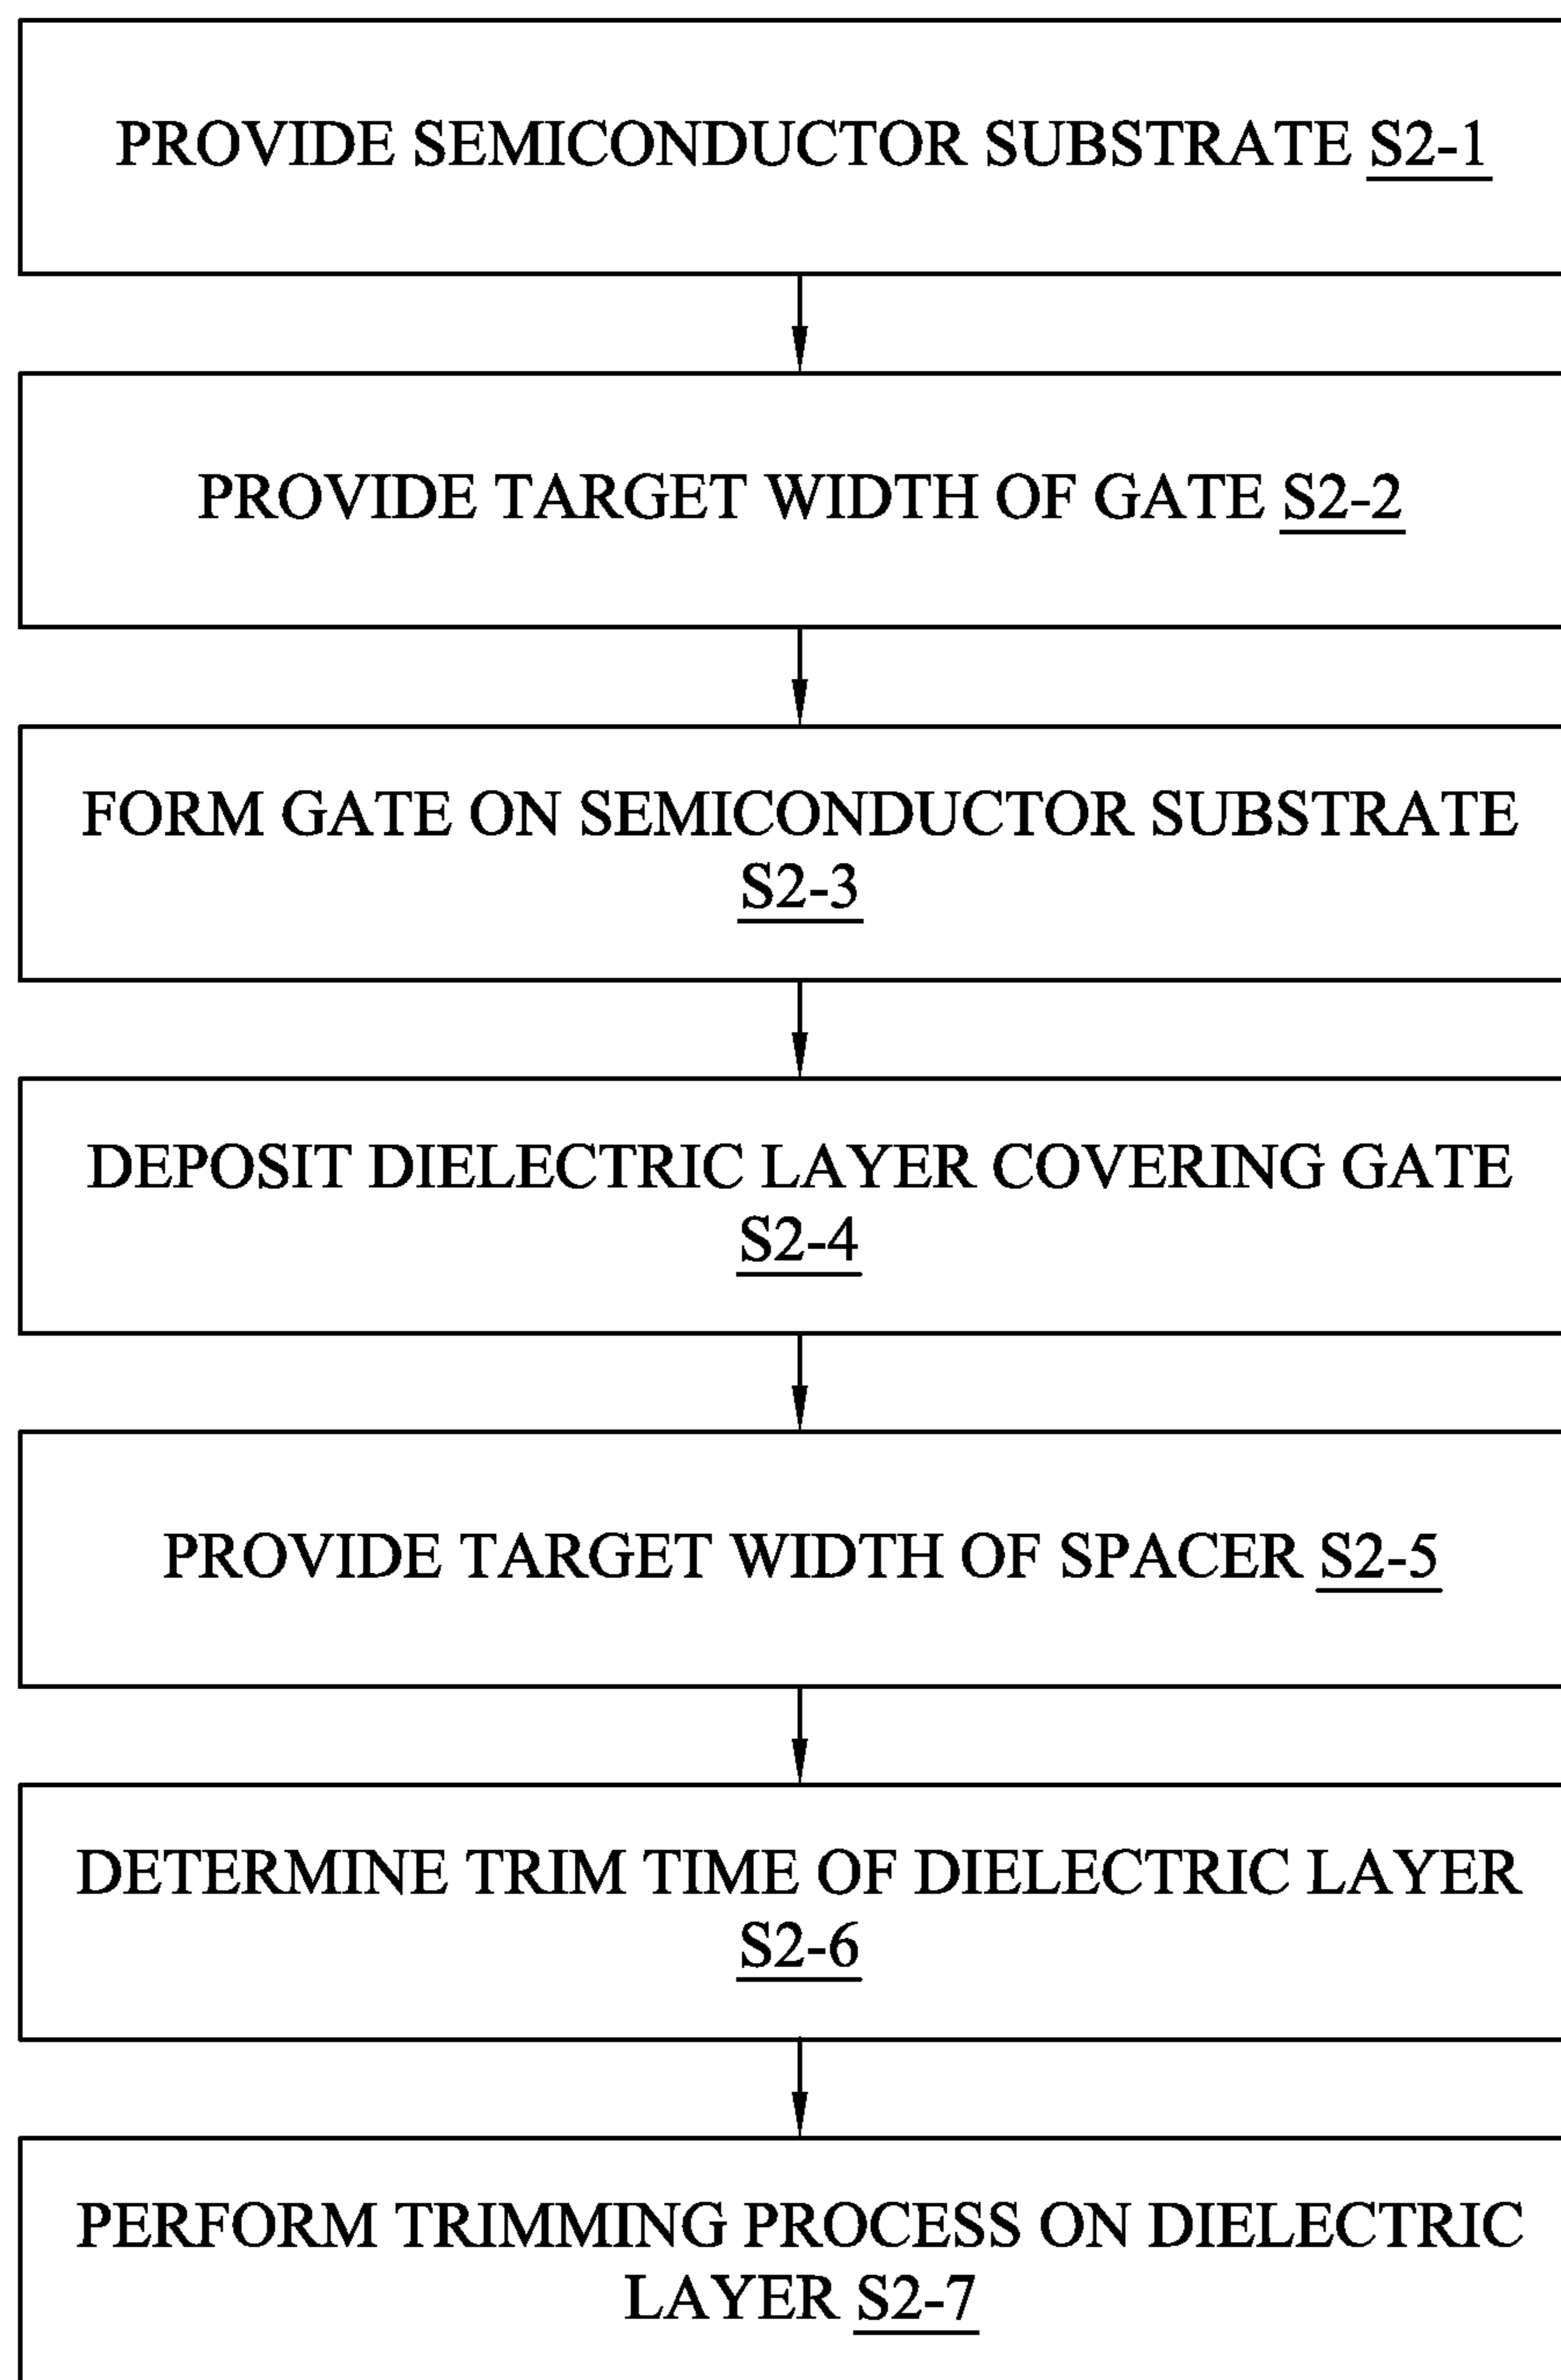 PROVIDE SEMICONDUCTOR SUBSTRATE S2-1
PROVIDE TARGET WIDTH OF GATE S2-2
FORM GATE ON SEMICONDUCTOR SUBSTRATE
S2-3
DEPOSIT DIELECTRIC LAYER COVERING GATE
S2-4
PROVIDE TARGET WIDTH OF SPACER S2-5
DETERMINE TRIM TIME OF DIELECTRIC LAYER
S2-6
PERFORM TRIMMING PROCESS ON DIELECTRIC
LAYER S2-7